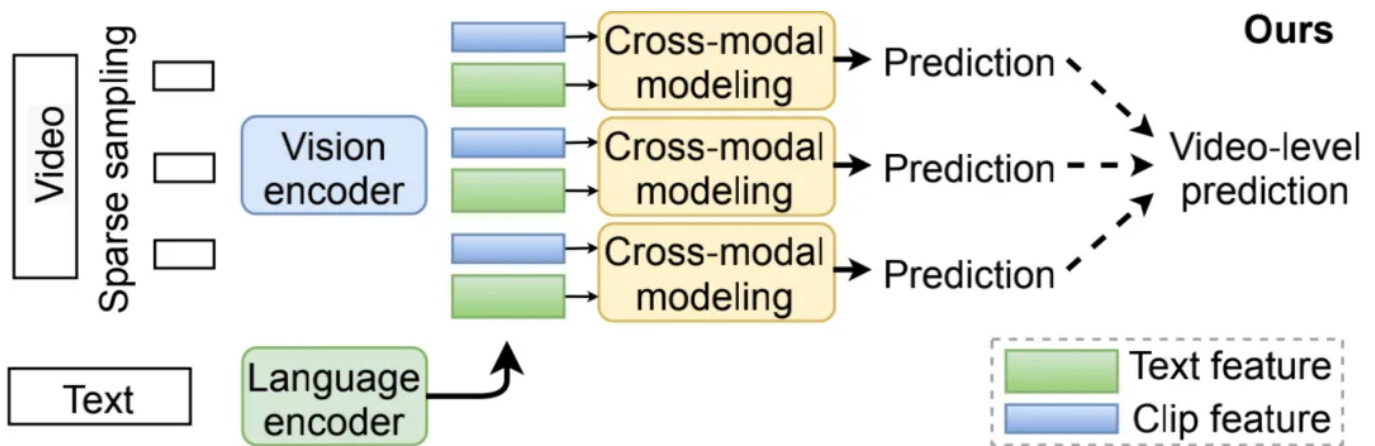 Ours
Video
Sparse sampling
Vision
encoder
Cross-modal
modeling
Prediction
Cross-modal
modeling
Prediction
Cross-modal
modeling
Prediction
Video-level
prediction
Text
Language
encoder
Text feature
Clip feature